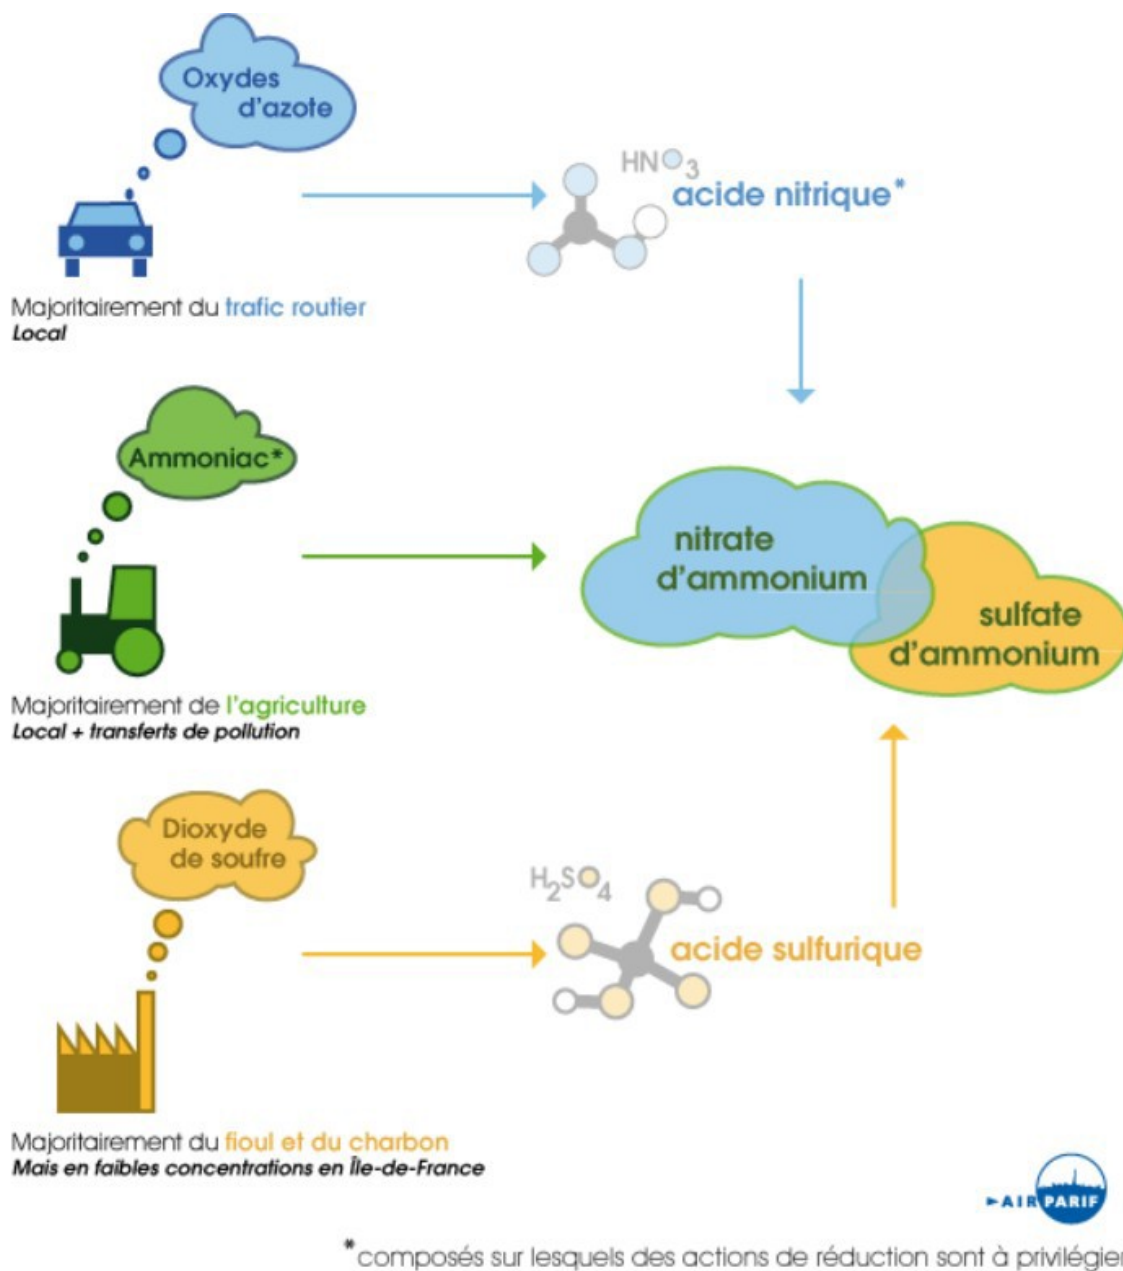 Oxydes
d'azote
HNO3
acide nitrique*
Majoritairement du trafic routier
Local
Ammoniac*
nitrate
d'ammonium
sulfate
d'ammonium
Majoritairement de l'agriculture
Local + transferts de pollution
Dioxyde
de soufre
H2SO4
acide sulfurique
Majoritairement du fioul et du charbon
Mais en faibles concentrations en Île-de-France
AIRPARIF
*composés sur lesquels des actions de réduction sont à privilégier